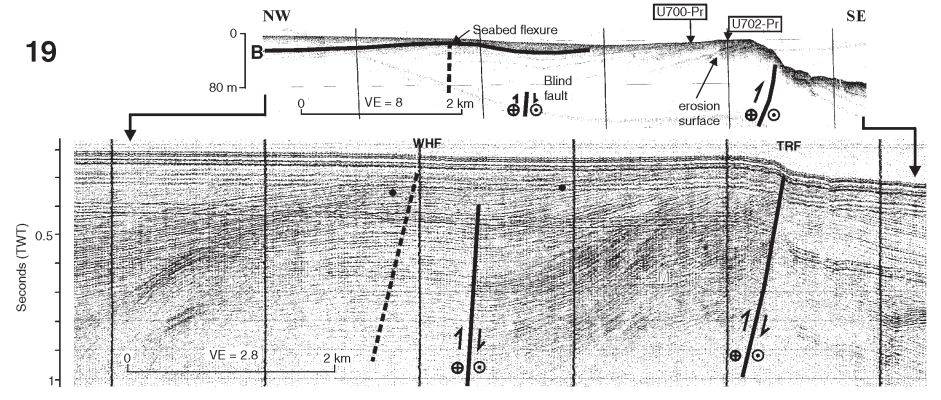 NW
SE
U700-Pr
U702-Pr
19
0
B
Seabed flexure
80 m
0
VE = 8
2 km
Blind
fault
erosion
surface
WHF
TRF
Seconds (TWT)
0.5
0
VE = 2.8
2 km
1